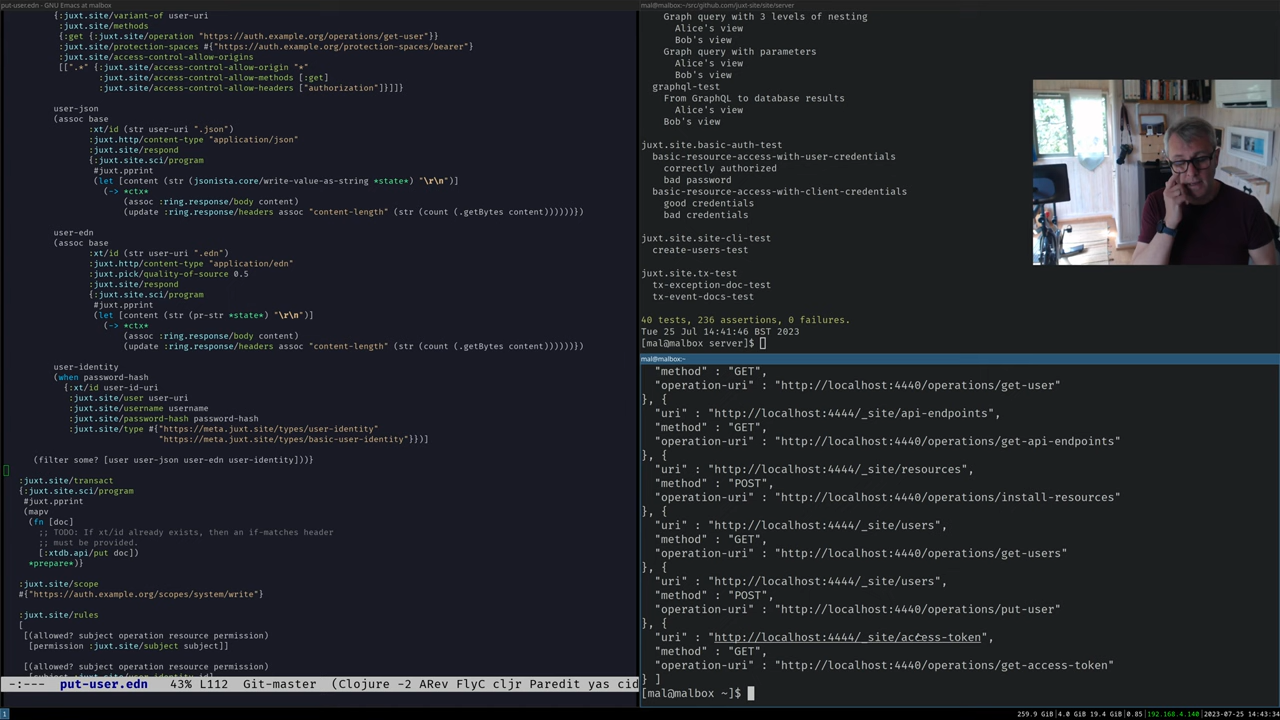 put-user.edn - GNU Emacs at malbox
{:juxt.site/variant-of user-uri
:juxt.site/methods
{:get {:juxt.site/operation "https://auth.example.org/operations/get-user"}}
:juxt.site/protection-spaces #{"https://auth.example.org/protection-spaces/bearer"}
:juxt.site/access-control-allow-origins
[[".*" {:juxt.site/access-control-allow-origin "*"
:juxt.site/access-control-allow-methods [:get]
:juxt.site/access-control-allow-headers ["authorization"]}]]}
user-json
(assoc base
:xt/id (str user-uri ".json")
:juxt.http/content-type "application/json"
:juxt.site/respond
{:juxt.site.sci/program
#juxt.pprint
(let [content (str (jsonista.core/write-value-as-string *state*) "\r\n")]
(-> *ctx*
(assoc :ring.response/body content)
(update :ring.response/headers assoc "content-length" (str (count (.getBytes content))))))})
user-edn
(assoc base
:xt/id (str user-uri ".edn")
:juxt.http/content-type "application/edn"
:juxt.pick/quality-of-source 0.5
:juxt.site/respond
{:juxt.site.sci/program
#juxt.pprint
(let [content (str (pr-str *state*) "\r\n")]
(-> *ctx*
(assoc :ring.response/body content)
(update :ring.response/headers assoc "content-length" (str (count (.getBytes content))))))})
user-identity
(when password-hash
{:xt/id user-id-uri
:juxt.site/user user-uri
:juxt.site/username username
:juxt.site/password-hash password-hash
:juxt.site/type #{"https://meta.juxt.site/types/user-identity"
"https://meta.juxt.site/types/basic-user-identity"}})]
(filter some? [user user-json user-edn user-identity]))}
:juxt.site/transact
{:juxt.site.sci/program
#juxt.pprint
(mapv
(fn [doc]
;; TODO: If xt/id already exists, then an if-matches header
;; must be provided.
[:xtdb.api/put doc])
*prepare*)}
:juxt.site/scope
#{"https://auth.example.org/scopes/system/write"}
:juxt.site/rules
[
[(allowed? subject operation resource permission)
[permission :juxt.site/subject subject]]
[(allowed? subject operation resource permission)
-:--- put-user.edn 43% L112 Git-master (Clojure -2 ARev FlyC cljr Paredit yas cid
mal@malbox:~/src/github.com/juxt-site/site/server
Graph query with 3 levels of nesting
Alice's view
Bob's view
Graph query with parameters
Alice's view
Bob's view
graphql-test
From GraphQL to database results
Alice's view
Bob's view
juxt.site.basic-auth-test
basic-resource-access-with-user-credentials
correctly authorized
bad password
basic-resource-access-with-client-credentials
good credentials
bad credentials
juxt.site.site-cli-test
create-users-test
juxt.site.tx-test
tx-exception-doc-test
tx-event-docs-test
40 tests, 236 assertions, 0 failures.
Tue 25 Jul 14:41:46 BST 2023
[mal@malbox server]$
mal@malbox:~
"method" : "GET",
"operation-uri" : "http://localhost:4440/operations/get-user"
}, {
"uri" : "http://localhost:4444/_site/api-endpoints",
"method" : "GET",
"operation-uri" : "http://localhost:4440/operations/get-api-endpoints"
}, {
"uri" : "http://localhost:4444/_site/resources",
"method" : "POST",
"operation-uri" : "http://localhost:4440/operations/install-resources"
}, {
"uri" : "http://localhost:4444/_site/users",
"method" : "GET",
"operation-uri" : "http://localhost:4440/operations/get-users"
}, {
"uri" : "http://localhost:4444/_site/users",
"method" : "POST",
"operation-uri" : "http://localhost:4440/operations/put-user"
}, {
"uri" : "http://localhost:4444/_site/access-token",
"method" : "GET",
"operation-uri" : "http://localhost:4440/operations/get-access-token"
} ]
[mal@malbox ~]$
1
259.9 GiB|4.0 GiB 19.4 GiB|0.85|192.168.4.140|2023-07-25 14:43:34